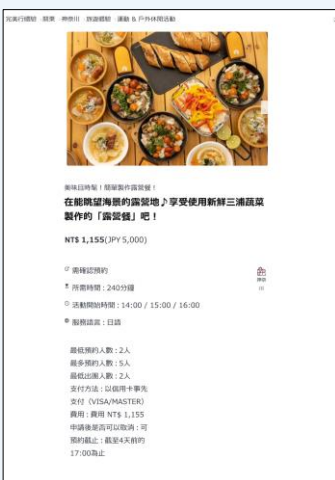 完美行體驗 ·關東 ·神奈川 ·旅遊體驗 ·運動 & 戶外休閒活動
美味回時髦！簡單製作露營餐！
在能眺望海景的露營地♪享受使用新鮮三浦蔬菜
製作的「露營餐」吧！
NT$ 1,155(JPY 5,000)
需確認預約
所需時間 : 240分鐘
活動開始時間 : 14:00 / 15:00 / 16:00
服務語言 : 日語
神奈
川
最低預約人數 : 2人
最多預約人數 : 5人
最低出團人數 : 2人
支付方法 : 以信用卡事先
支付（VISA/MASTER）
費用 : 費用 NT$ 1,155
申請後是否可以取消 : 可
預約截止 : 截至4天前的
17:00為止